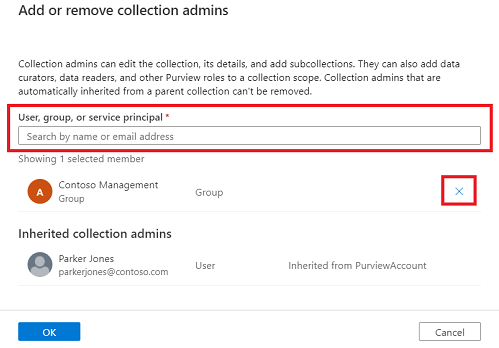 Add or remove collection admins
Collection admins can edit the collection, its details, and add subcollections. They can also add data
curators, data readers, and other Purview roles to a collection scope. Collection admins that are
automatically inherited from a parent collection can't be removed.
User, group, or service principal *
Search by name or email address
Showing 1 selected member
A
Contoso Management
Group
Group
Inherited collection admins
Parker Jones
parkerjones@contoso.com
User
Inherited from PurviewAccount
OK
Cancel